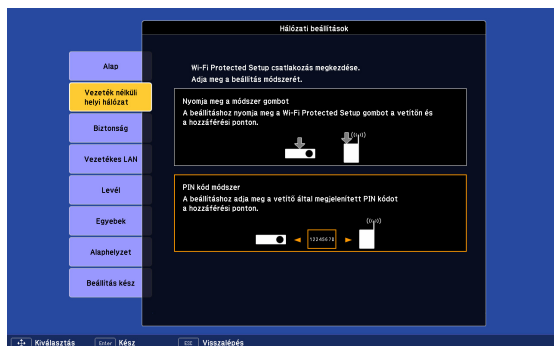 Hálózati beállítások
Alap
Vezeték nélküli
helyi hálózat
Biztonság
Vezetékes LAN
Levél
Egyebek
Alaphelyzet
Beállítás kész
Wi-Fi Protected Setup csatlakozás megkezdése.
Adja meg a beállítás módszerét.
Nyomja meg a módszer gombot
A beállításhoz nyomja meg a Wi-Fi Protected Setup gombot a vetítőn és
a hozzáférési ponton.
PIN kód módszer
A beállításhoz adja meg a vetítő által megjelenített PIN kódot
a hozzáférési ponton.
12345678
Kiválasztás Enter Kész ESC Visszalépés